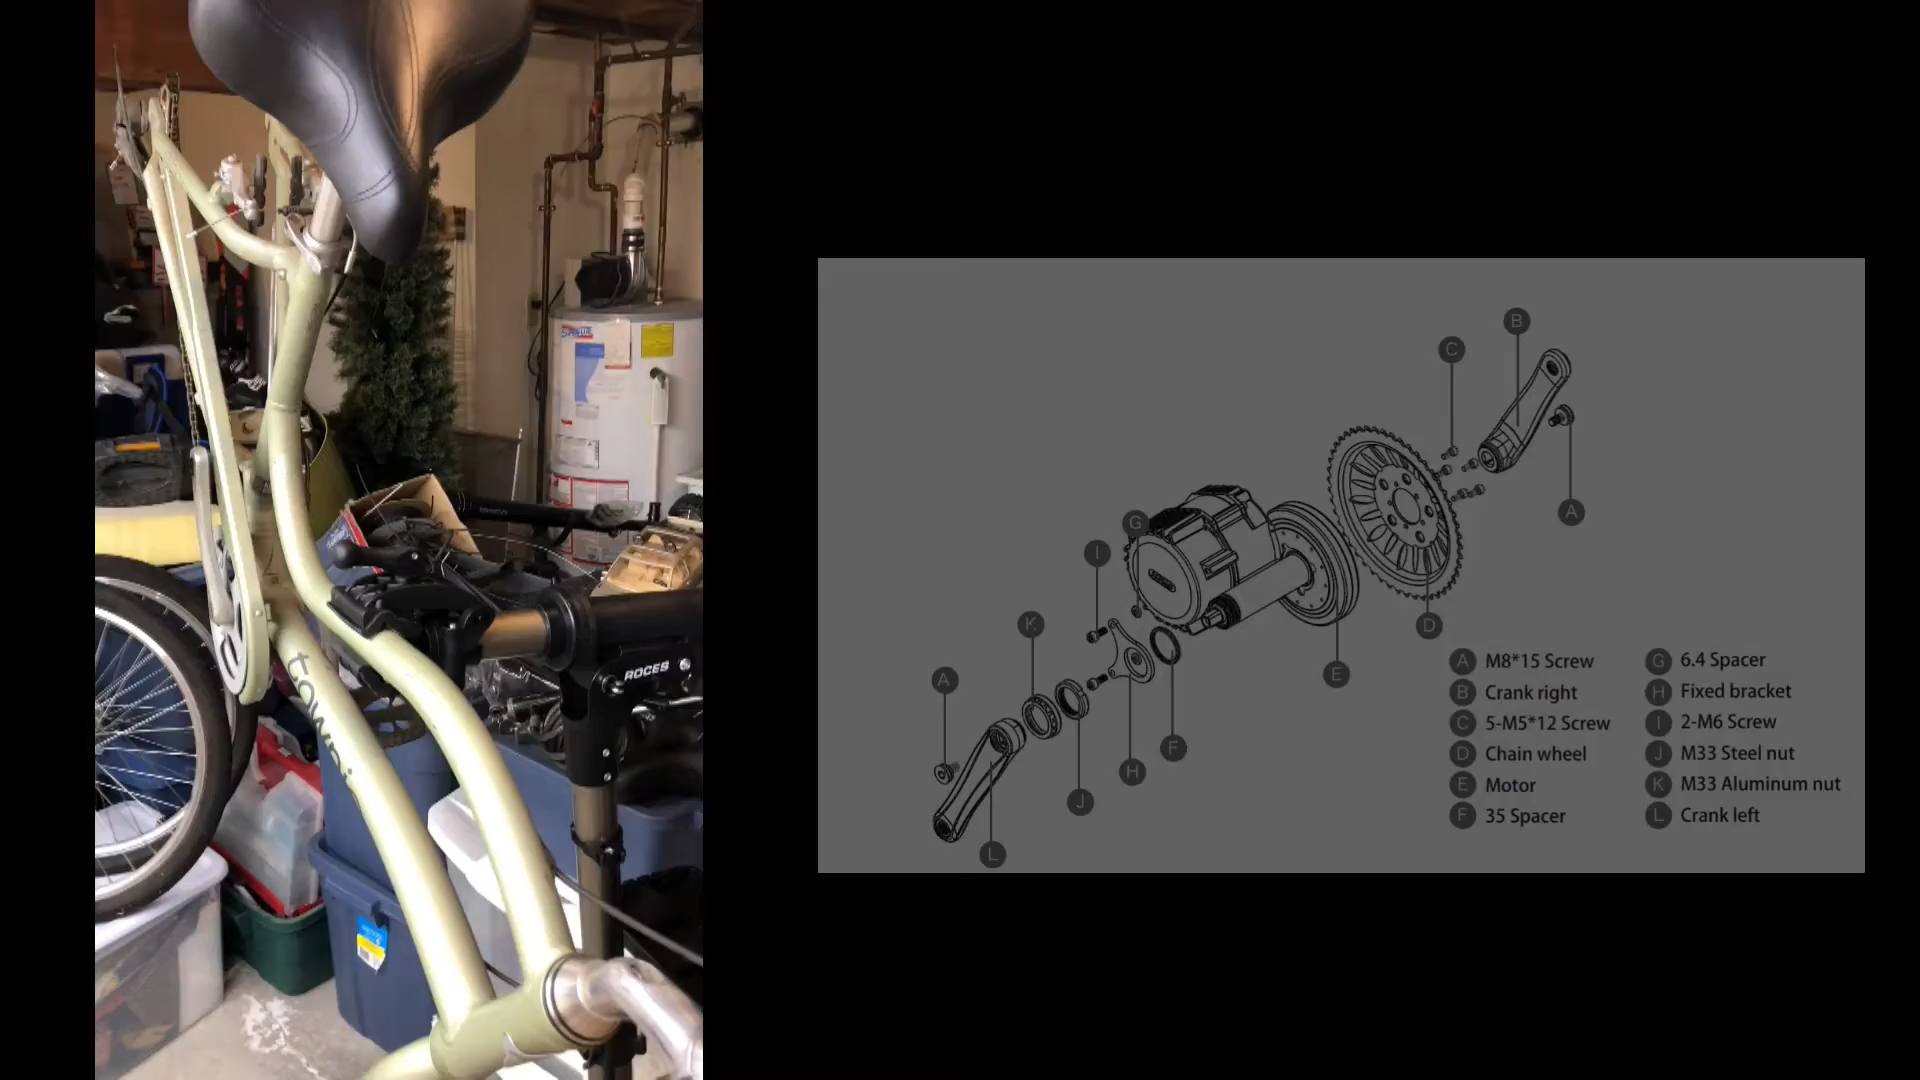 townie
ROCES
B
C
A
G
I
K
D
E
A
F
H
J
L
A M8*15 Screw
B Crank right
C 5-M5*12 Screw
D Chain wheel
E Motor
F 35 Spacer
G 6.4 Spacer
H Fixed bracket
I 2-M6 Screw
J M33 Steel nut
K M33 Aluminum nut
L Crank left